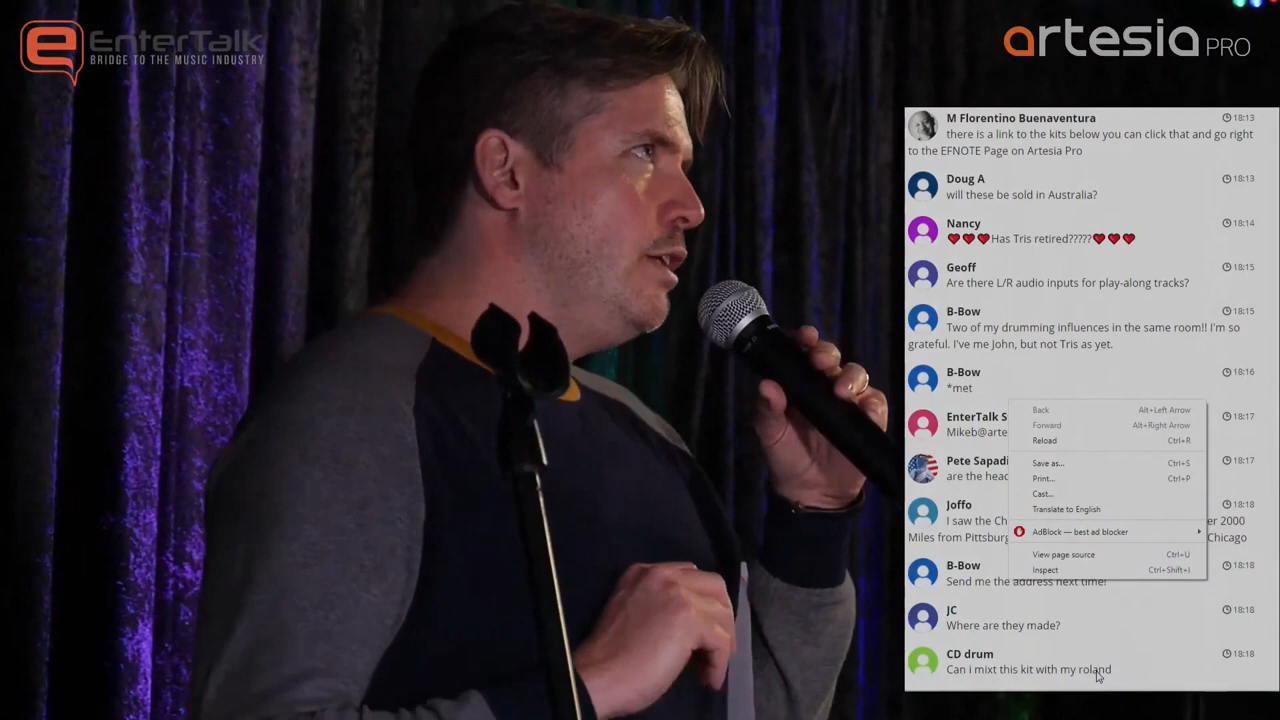 EnterTalk
BRIDGE TO THE MUSIC INDUSTRY
artesia PRO
M Florentino Buenaventura 18:13
there is a link to the kits below you can click that and go right
to the EFNOTE Page on Artesia Pro
Doug A 18:13
will these be sold in Australia?
Nancy 18:14
❤❤❤Has Tris retired?????❤❤❤
Geoff 18:15
Are there L/R audio inputs for play-along tracks?
B-Bow 18:15
Two of my drumming influences in the same room!! I'm so
grateful. I've me John, but not Tris as yet.
B-Bow 18:16
*met
EnterTalk S 18:17
Mikeb@arte
Pete Sapadi 18:17
are the head
Joffo 18:18
I saw the Ch er 2000
Miles from Pittsburg Chicago
B-Bow 18:18
Send me the address next time!
JC 18:18
Where are they made?
CD drum 18:18
Can i mixt this kit with my roland
Back Alt+Left Arrow
Forward Alt+Right Arrow
Reload Ctrl+R
Save as... Ctrl+S
Print... Ctrl+P
Cast...
Translate to English
AdBlock — best ad blocker
View page source Ctrl+U
Inspect Ctrl+Shift+I